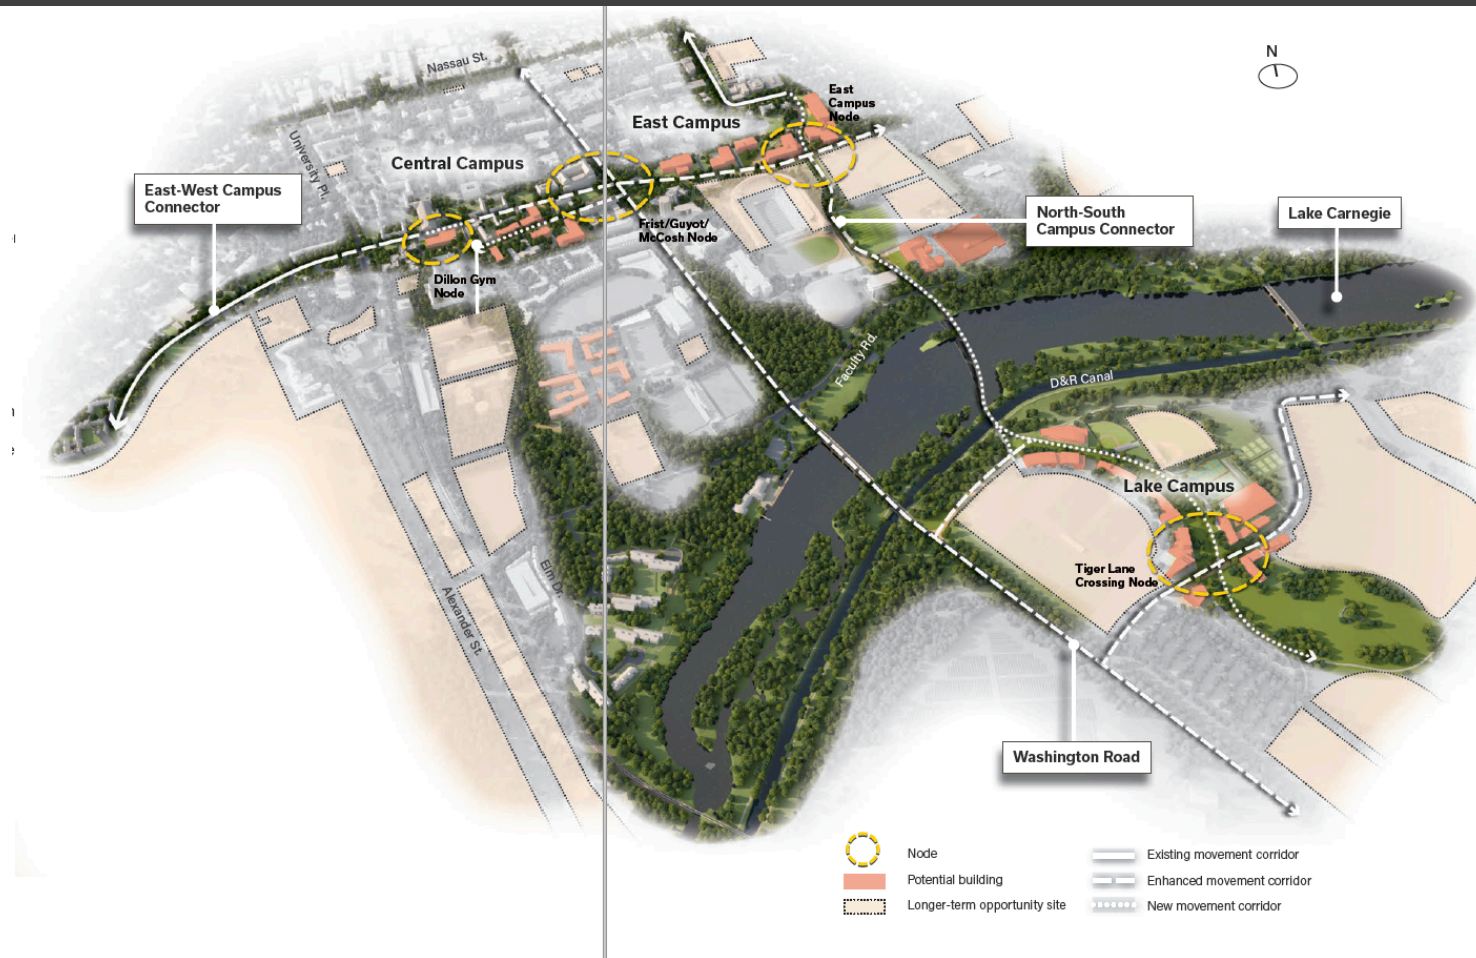 N
Nassau St.
University Pl.
East
Campus
Node
East Campus
Central Campus
East-West Campus
Connector
North-South
Campus Connector
Lake Carnegie
Frist/Guyot/
McCosh Node
Dillon Gym
Node
Faculty Rd.
D&R Canal
Lake Campus
Tiger Lane
Crossing Node
Elm Dr.
Alexander St.
Washington Road
Node
Potential building
Longer-term opportunity site
Existing movement corridor
Enhanced movement corridor
New movement corridor